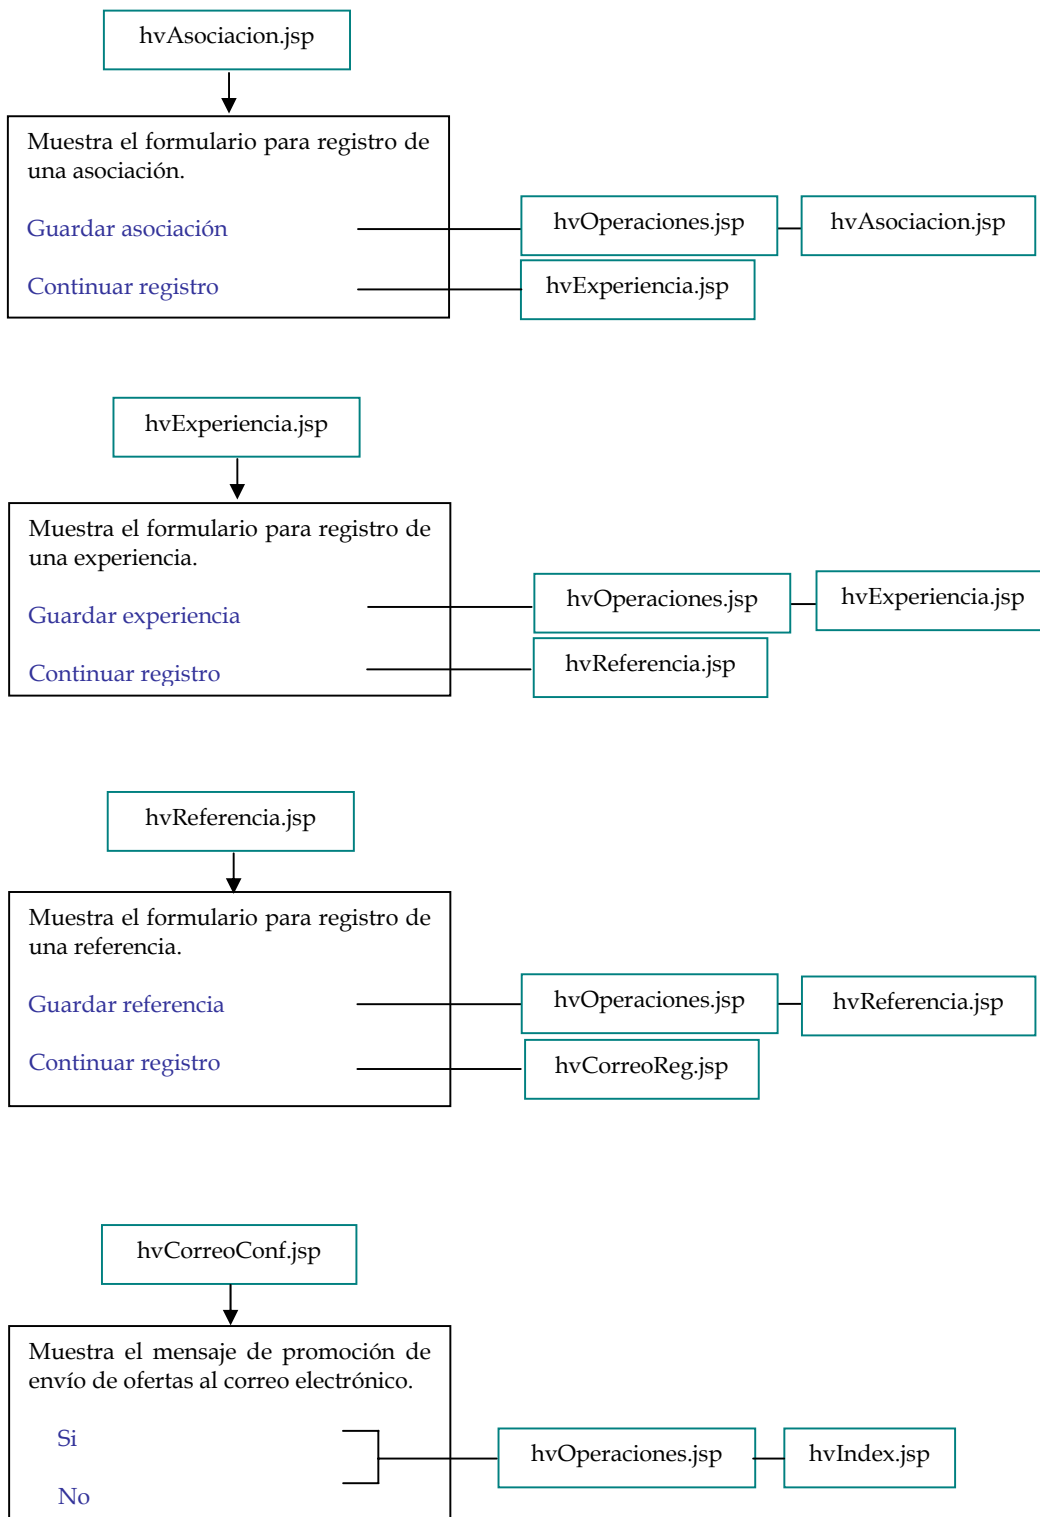 hvAsociacion.jsp
Muestra el formulario para registro de
una asociación.
Guardar asociación
hvOperaciones.jsp
hvAsociacion.jsp
Continuar registro
hvExperiencia.jsp
hvExperiencia.jsp
Muestra el formulario para registro de
una experiencia.
Guardar experiencia
hvOperaciones.jsp
hvExperiencia.jsp
Continuar registro
hvReferencia.jsp
hvReferencia.jsp
Muestra el formulario para registro de
una referencia.
Guardar referencia
hvOperaciones.jsp
hvReferencia.jsp
Continuar registro
hvCorreoReg.jsp
hvCorreoConf.jsp
Muestra el mensaje de promoción de
envío de ofertas al correo electrónico.
Si
hvOperaciones.jsp
hvIndex.jsp
No